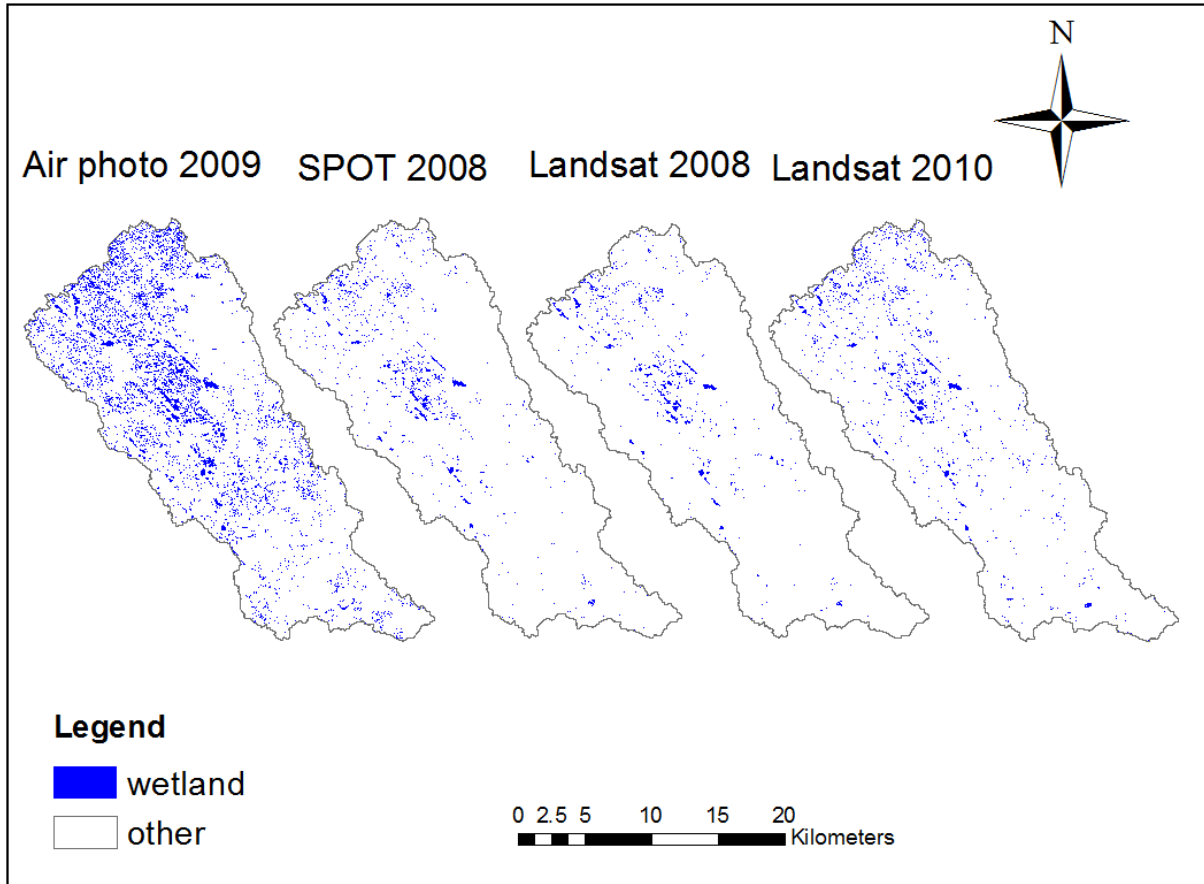 N
Air photo 2009 SPOT 2008 Landsat 2008 Landsat 2010
Legend
wetland
other
0 2.5 5 10 15 20
Kilometers